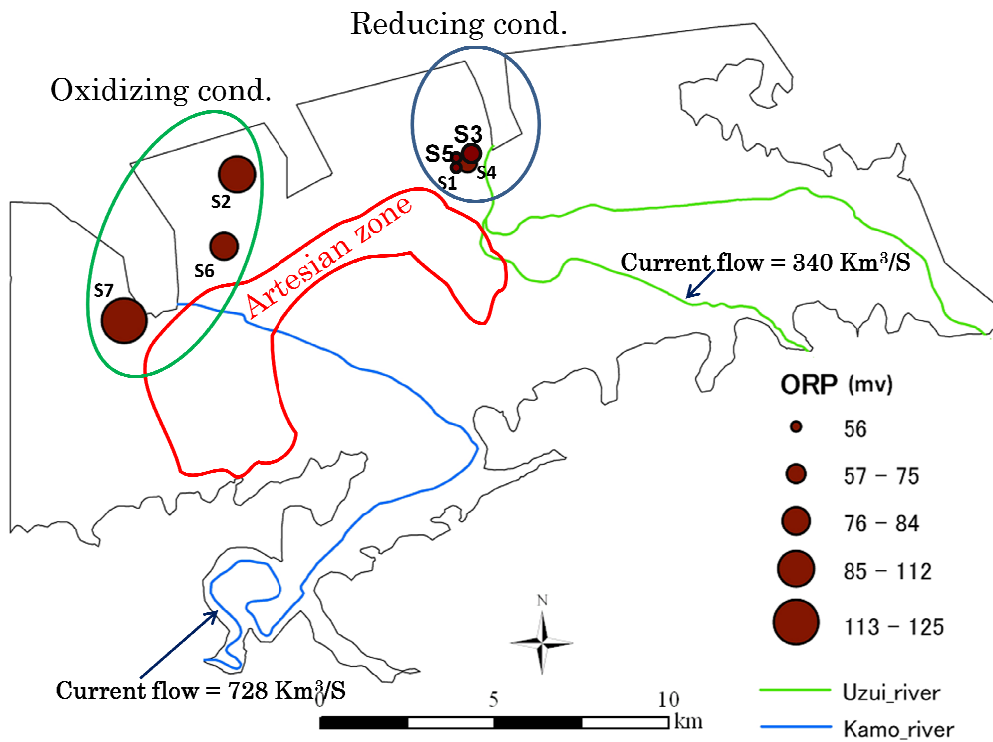 Reducing cond.
Oxidizing cond.
S3
S5
S4
S1
S2
S6
S7
Artesian zone
Current flow = 340 Km³/S
ORP (mv)
56
57 – 75
76 – 84
85 – 112
113 – 125
N
Current flow = 728 Km³/S
0 5 10
km
Uzui_river
Kamo_river